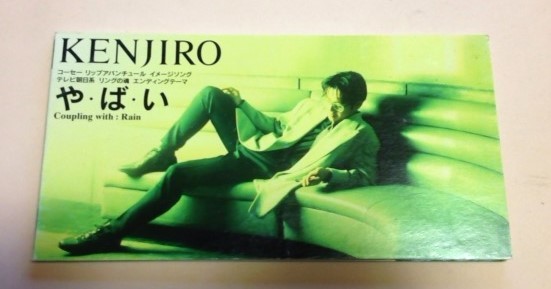 KENJIRO
コーセー リップアバンチュール イメージソング
テレビ朝日系 リングの魂 エンディングテーマ
や・ば・い
Coupling with : Rain